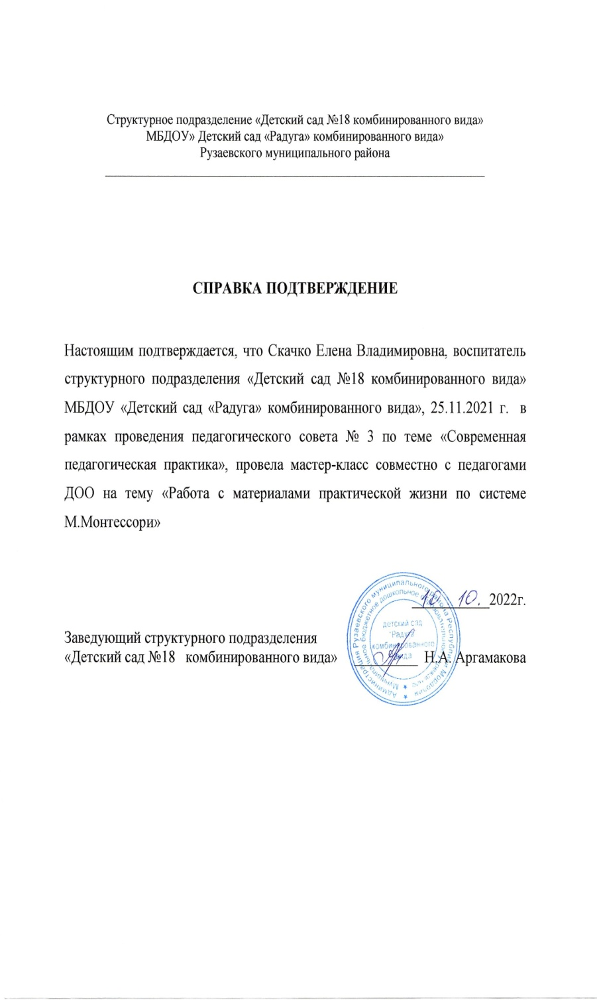 Структурное подразделение «Детский сад №18 комбинированного вида»
МБДОУ» Детский сад «Радуга» комбинированного вида»
Рузаевского муниципального района
СПРАВКА ПОДТВЕРЖДЕНИЕ
Настоящим подтверждается, что Скачко Елена Владимировна, воспитатель
структурного подразделения «Детский сад №18 комбинированного вида»
МБДОУ «Детский сад «Радуга» комбинированного вида», 25.11.2021 г. в
рамках проведения педагогического совета № 3 по теме «Современная
педагогическая практика», провела мастер-класс совместно с педагогами
ДОО на тему «Работа с материалами практической жизни по системе
М.Монтессори»
10. 2022г.
Заведующий структурного подразделения
«Детский сад №18 комбинированного вида» Н.А. Аргамакова
Администрация Рузаевского муниципального района Республики Мордовия
Муниципальное бюджетное дошкольное образовательное учреждение
детский сад
"Радуга"
комбинированного
вида